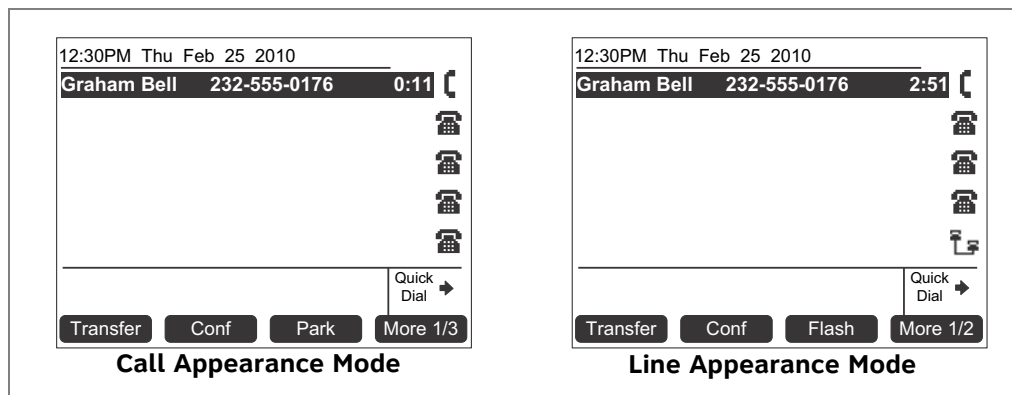 12:30PM Thu Feb 25 2010
Graham Bell 232-555-0176 0:11
Quick
Dial
Transfer Conf Park More 1/3
Call Appearance Mode
12:30PM Thu Feb 25 2010
Graham Bell 232-555-0176 2:51
Quick
Dial
Transfer Conf Flash More 1/2
Line Appearance Mode